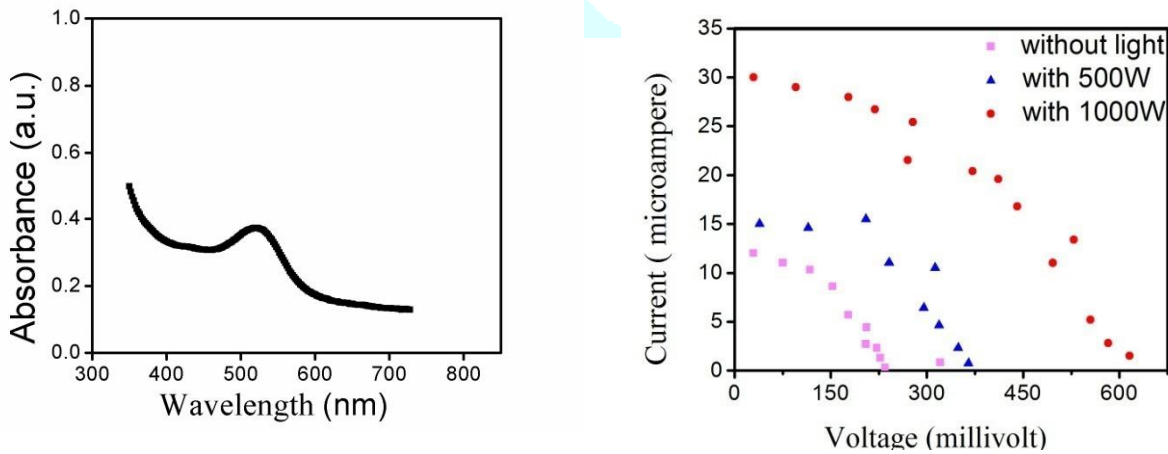 1.0
0.8
0.6
0.4
0.2
0.0
300 400 500 600 700 800
Absorbance (a.u.)
Wavelength (nm)
35
30
25
20
15
10
5
0
0 150 300 450 600
Current ( microampere)
Voltage (millivolt)
without light
with 500W
with 1000W